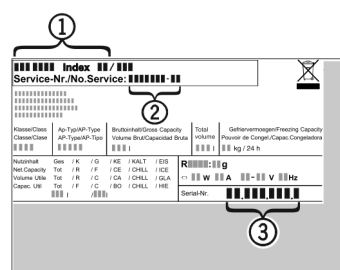 1
Index /
Service-Nr./No.Service: -
2
Klasse/Class Ap-Typ/AP-Type Bruttoinhalt/Gross Capacity Total Gefriervermoegen/Freezing Capacity
Classe/Clase AP-Type/AP-Tipo Volume Brut/Capacidad Bruta volume Pouvoir de Congel./Capac.Congeladora
l l kg / 24 h
Nutzinhalt Ges / K / G / KE / KALT / EIS
Net.Capacity Tot / R / F / CE / CHILL / ICE
Volume Utile Tot / R / C / CA / CHILL / GLA
Capac. Util Tot / F / C / BO / CHILL / HIE
l / l
R : g
W A - V Hz
Serial-Nr. . . .
3